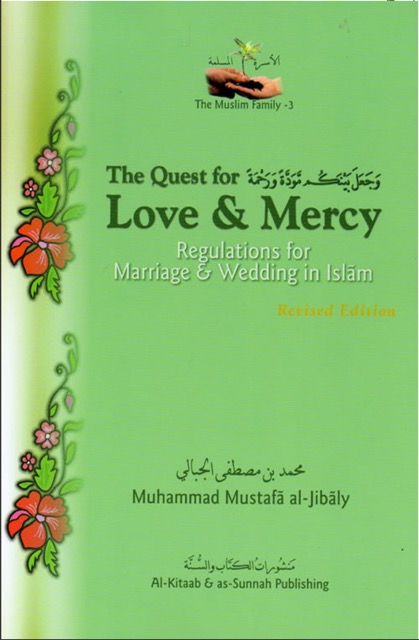 الأسرة المسلمة
The Muslim Family -3
The Quest for وَجَعَلَ بَيْنَكُم مَّوَدَّةً وَرَحْمَةً
Love & Mercy
Regulations for
Marriage & Wedding in Islām
Revised Edition
محمد بن مصطفى الجبالي
Muhammad Mustafā al-Jibāly
منشورات الكتاب والسُّنَّة
Al-Kitaab & as-Sunnah Publishing